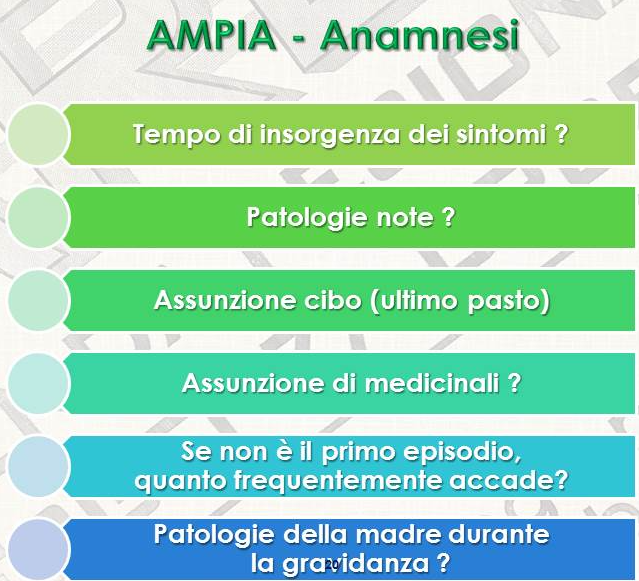 AMPIA - Anamnesi
Tempo di insorgenza dei sintomi ?
Patologie note ?
Assunzione cibo (ultimo pasto)
Assunzione di medicinali ?
Se non è il primo episodio,
quanto frequentemente accade?
Patologie della madre durante
la gravidanza ?